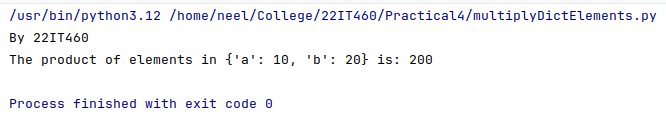 /usr/bin/python3.12 /home/neel/College/22IT460/Practical4/multiplyDictElements.py
By 22IT460
The product of elements in {'a': 10, 'b': 20} is: 200
Process finished with exit code 0